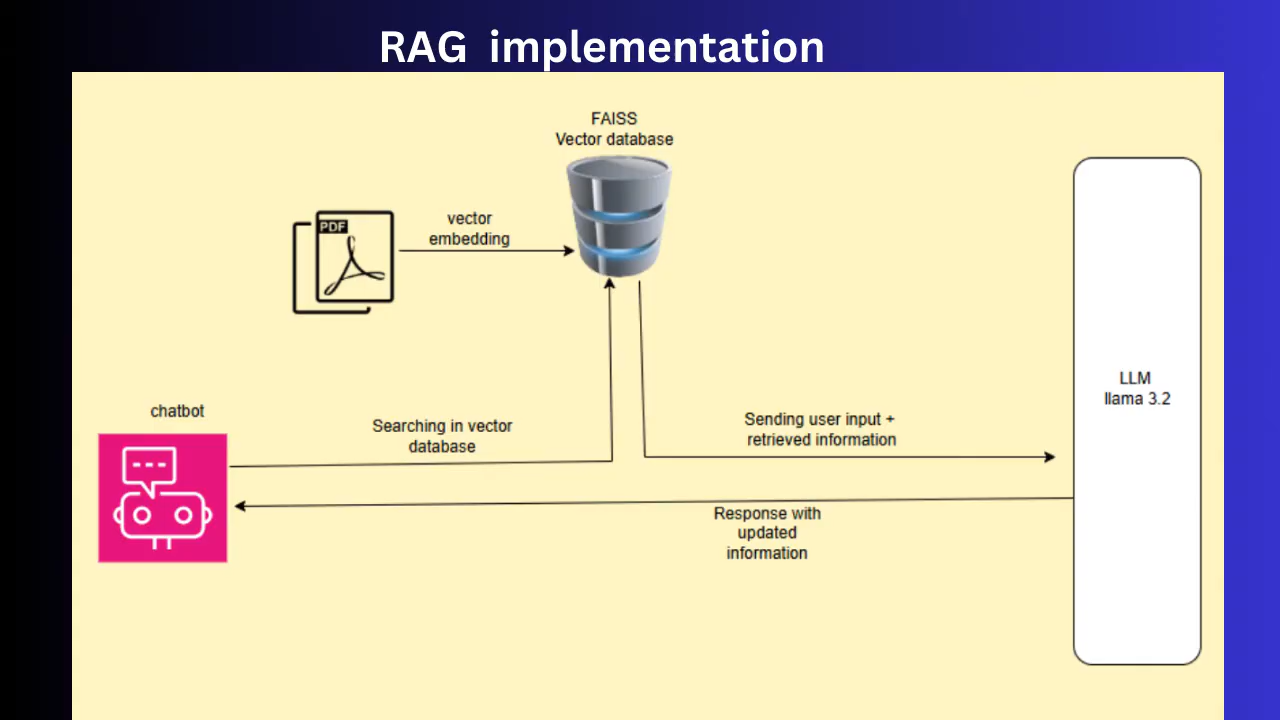 RAG implementation
FAISS
Vector database
PDF
vector
embedding
LLM
llama 3.2
chatbot
Searching in vector
database
Sending user input +
retrieved information
Response with
updated
information